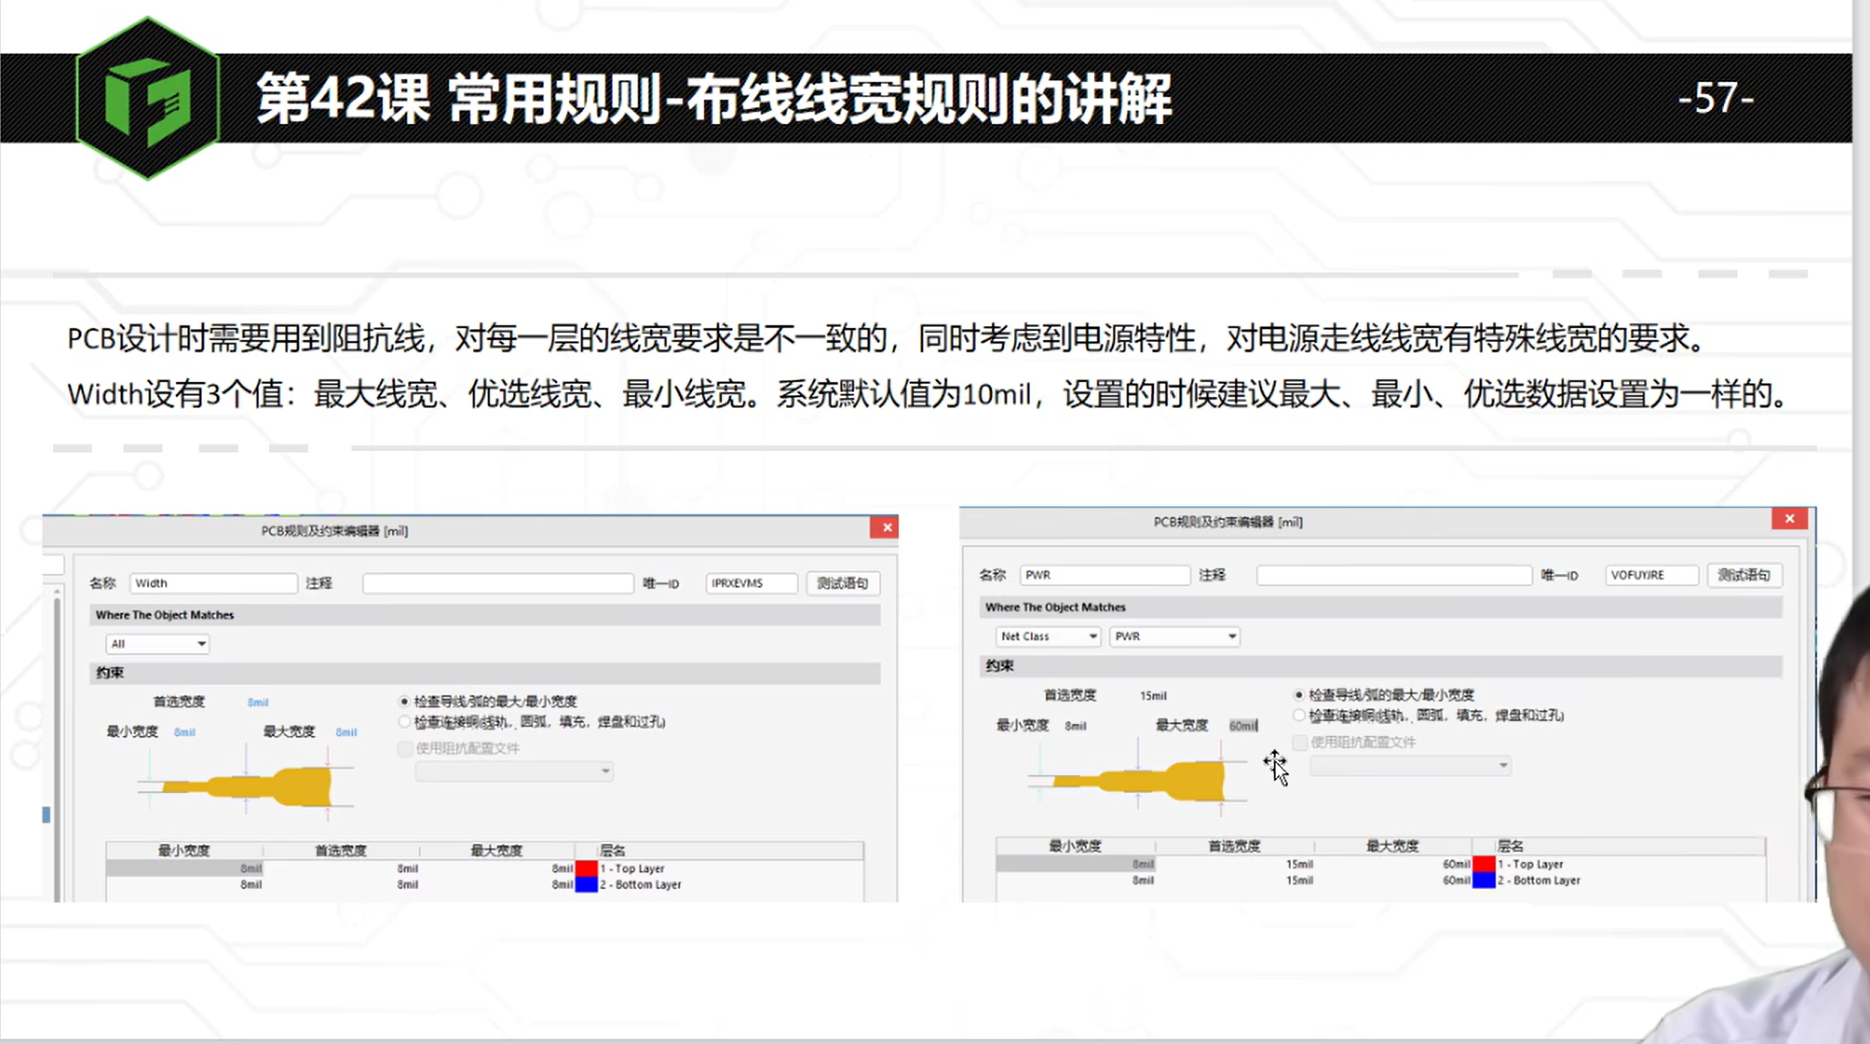 第42课 常用规则-布线线宽规则的讲解
-57-
PCB设计时需要用到阻抗线，对每一层的线宽要求是不一致的，同时考虑到电源特性，对电源走线线宽有特殊线宽的要求。
Width设有3个值：最大线宽、优选线宽、最小线宽。系统默认值为10mil，设置的时候建议最大、最小、优选数据设置为一样的。
PCB规则及约束编辑器 [mil]
名称 Width 注释 唯一ID IPRXEVMS 测试语句
Where The Object Matches
All
约束
首选宽度 8mil
最小宽度 8mil 最大宽度 8mil
检查导线/弧的最大/最小宽度
检查连接铜(线轨,. 圆弧，填充，焊盘和过孔)
使用阻抗配置文件
最小宽度 首选宽度 最大宽度 层名
8mil 8mil 8mil 1 - Top Layer
8mil 8mil 8mil 2 - Bottom Layer
PCB规则及约束编辑器 [mil]
名称 PWR 注释 唯一ID VOFUYJRE 测试语句
Where The Object Matches
Net Class PWR
约束
首选宽度 15mil
最小宽度 8mil 最大宽度 60mil
检查导线/弧的最大/最小宽度
检查连接铜(线轨,. 圆弧，填充，焊盘和过孔)
使用阻抗配置文件
最小宽度 首选宽度 最大宽度 层名
8mil 15mil 60mil 1 - Top Layer
8mil 15mil 60mil 2 - Bottom Layer